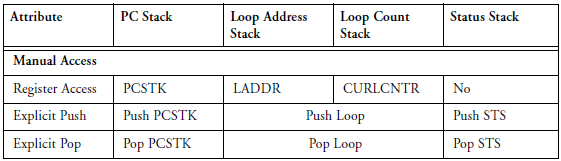 Attribute PC Stack Loop Address Stack Loop Count Stack Status Stack
Manual Access
Register Access PCSTK LADDR CURLCNTR No
Explicit Push Push PCSTK Push Loop Push STS
Explicit Pop Pop PCSTK Pop Loop Pop STS